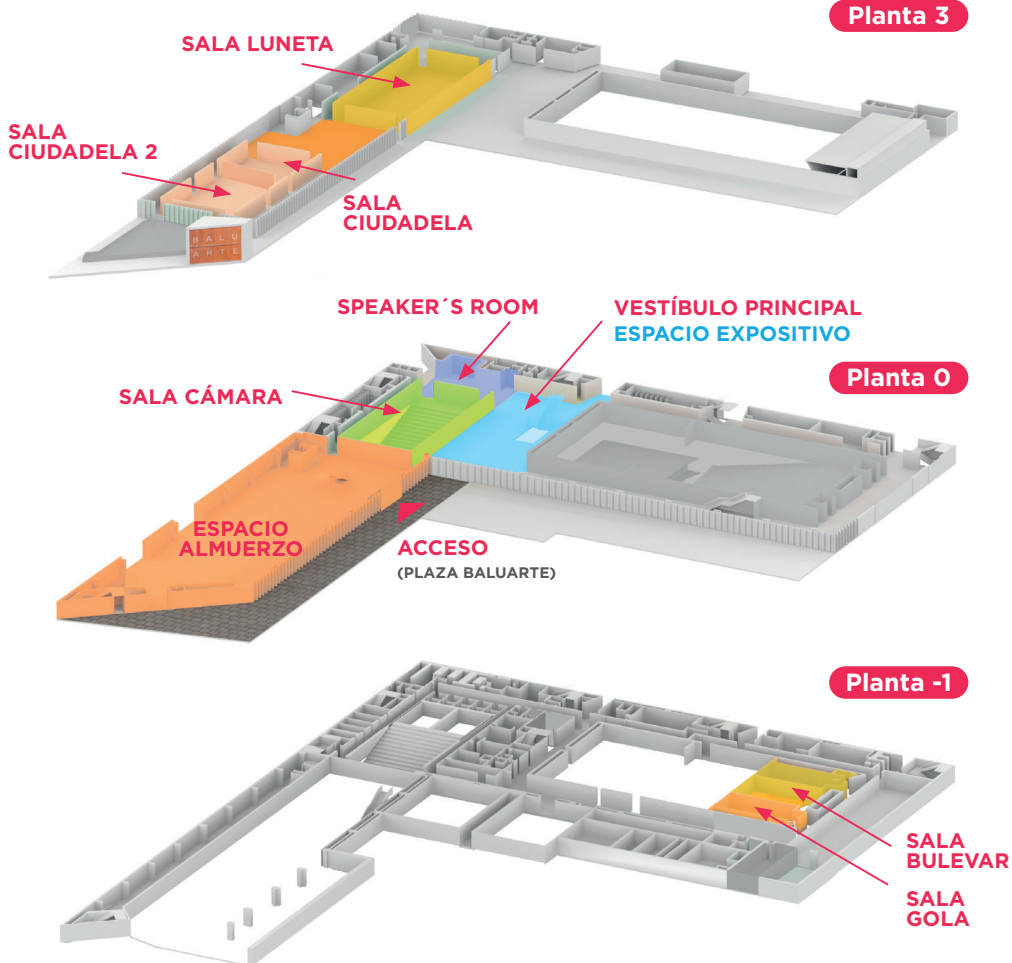 Planta 3
SALA LUNETA
SALA
CIUDADELA 2
SALA
CIUDADELA
BALU
ARTE
SPEAKER´S ROOM
VESTÍBULO PRINCIPAL
ESPACIO EXPOSITIVO
Planta 0
SALA CÁMARA
ESPACIO
ALMUERZO
ACCESO
(PLAZA BALUARTE)
Planta -1
SALA
BULEVAR
SALA
GOLA